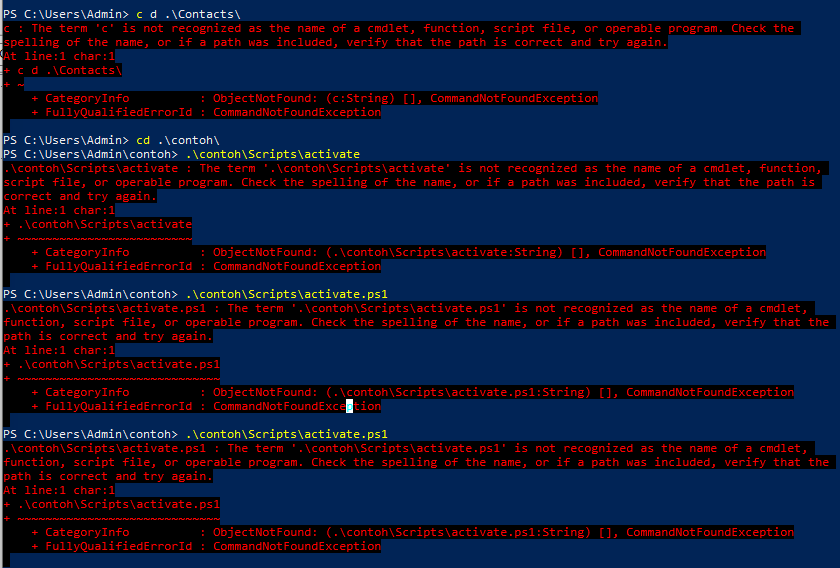 PS C:\Users\Admin> c d .\Contacts\
c : The term 'c' is not recognized as the name of a cmdlet, function, script file, or operable program. Check the
spelling of the name, or if a path was included, verify that the path is correct and try again.
At line:1 char:1
+ c d .\Contacts\
+ ~
    + CategoryInfo          : ObjectNotFound: (c:String) [], CommandNotFoundException
    + FullyQualifiedErrorId : CommandNotFoundException
PS C:\Users\Admin> cd .\contoh\
PS C:\Users\Admin\contoh> .\contoh\Scripts\activate
.\contoh\Scripts\activate : The term '.\contoh\Scripts\activate' is not recognized as the name of a cmdlet, function,
script file, or operable program. Check the spelling of the name, or if a path was included, verify that the path is
correct and try again.
At line:1 char:1
+ .\contoh\Scripts\activate
+ ~~~~~~~~~~~~~~~~~~~~~~~~~
    + CategoryInfo          : ObjectNotFound: (.\contoh\Scripts\activate:String) [], CommandNotFoundException
    + FullyQualifiedErrorId : CommandNotFoundException
PS C:\Users\Admin\contoh> .\contoh\Scripts\activate.ps1
.\contoh\Scripts\activate.ps1 : The term '.\contoh\Scripts\activate.ps1' is not recognized as the name of a cmdlet,
function, script file, or operable program. Check the spelling of the name, or if a path was included, verify that the
path is correct and try again.
At line:1 char:1
+ .\contoh\Scripts\activate.ps1
+ ~~~~~~~~~~~~~~~~~~~~~~~~~~~~~
    + CategoryInfo          : ObjectNotFound: (.\contoh\Scripts\activate.ps1:String) [], CommandNotFoundException
    + FullyQualifiedErrorId : CommandNotFoundException
PS C:\Users\Admin\contoh> .\contoh\Scripts\activate.ps1
.\contoh\Scripts\activate.ps1 : The term '.\contoh\Scripts\activate.ps1' is not recognized as the name of a cmdlet,
function, script file, or operable program. Check the spelling of the name, or if a path was included, verify that the
path is correct and try again.
At line:1 char:1
+ .\contoh\Scripts\activate.ps1
+ ~~~~~~~~~~~~~~~~~~~~~~~~~~~~~
    + CategoryInfo          : ObjectNotFound: (.\contoh\Scripts\activate.ps1:String) [], CommandNotFoundException
    + FullyQualifiedErrorId : CommandNotFoundException